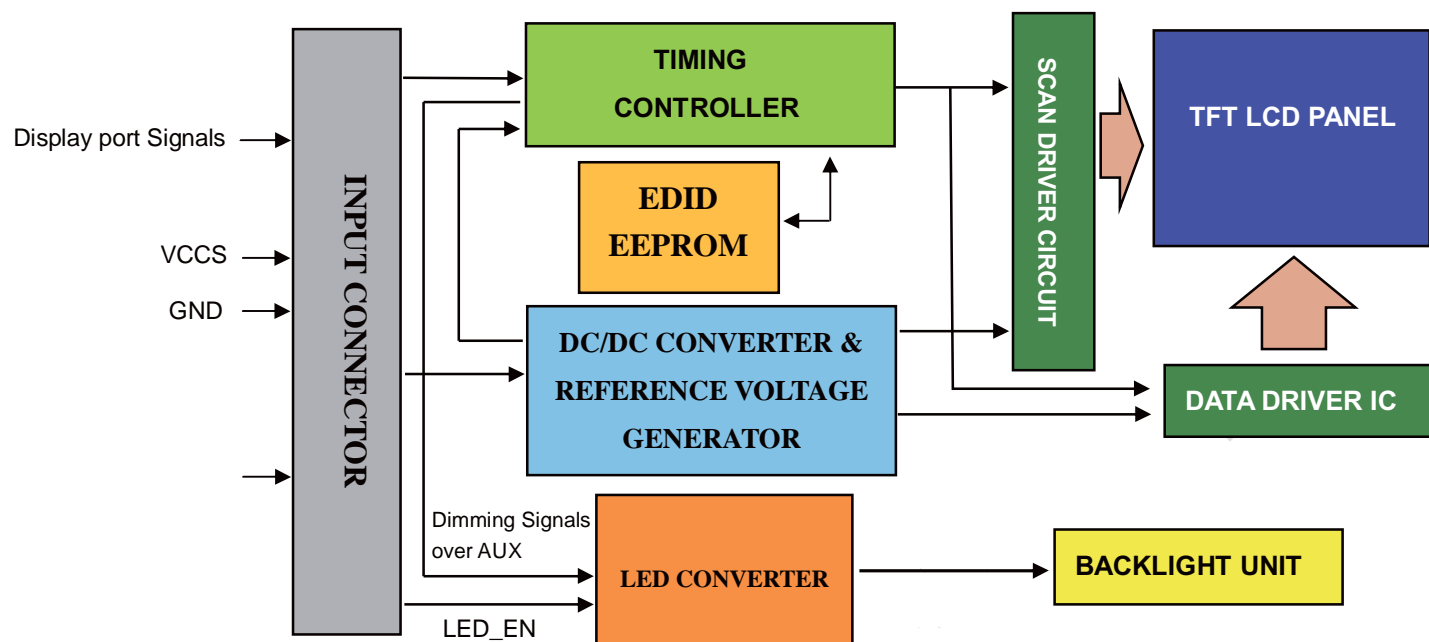 TIMING
CONTROLLER
Display port Signals
VCCS
GND
INPUT CONNECTOR
EDID
EEPROM
SCAN DRIVER CIRCUIT
TFT LCD PANEL
DC/DC CONVERTER &
REFERENCE VOLTAGE
GENERATOR
DATA DRIVER IC
Dimming Signals
over AUX
LED_EN
LED CONVERTER
BACKLIGHT UNIT